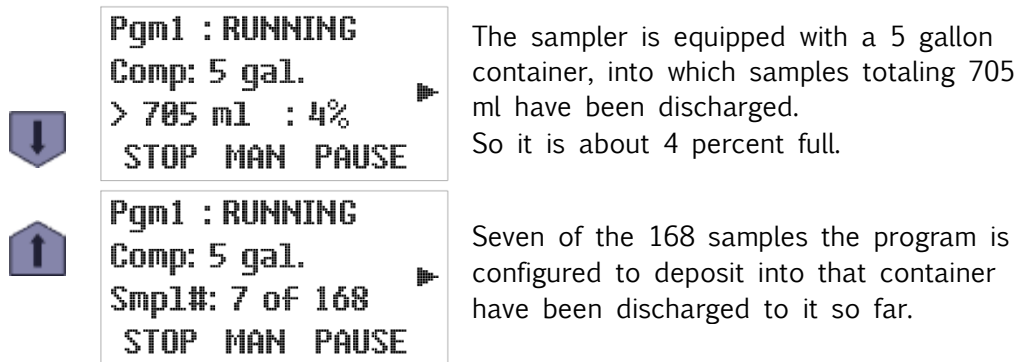 Pgm1 : RUNNING
Comp: 5 gal.
> 705 ml : 4%
STOP MAN PAUSE
The sampler is equipped with a 5 gallon
container, into which samples totaling 705
ml have been discharged.
So it is about 4 percent full.
Pgm1 : RUNNING
Comp: 5 gal.
Smpl#: 7 of 168
STOP MAN PAUSE
Seven of the 168 samples the program is
configured to deposit into that container
have been discharged to it so far.